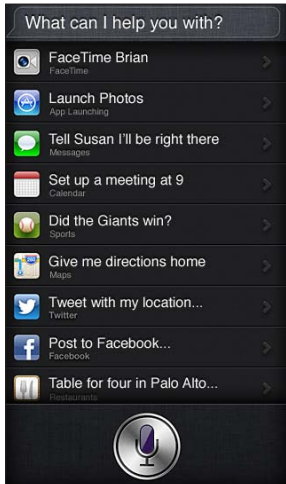 What can I help you with?
FaceTime Brian
FaceTime
Launch Photos
App Launching
Tell Susan I'll be right there
Messages
Set up a meeting at 9
Calendar
Did the Giants win?
Sports
Give me directions home
Maps
Tweet with my location...
Twitter
Post to Facebook...
Facebook
Table for four in Palo Alto...
Restaurants